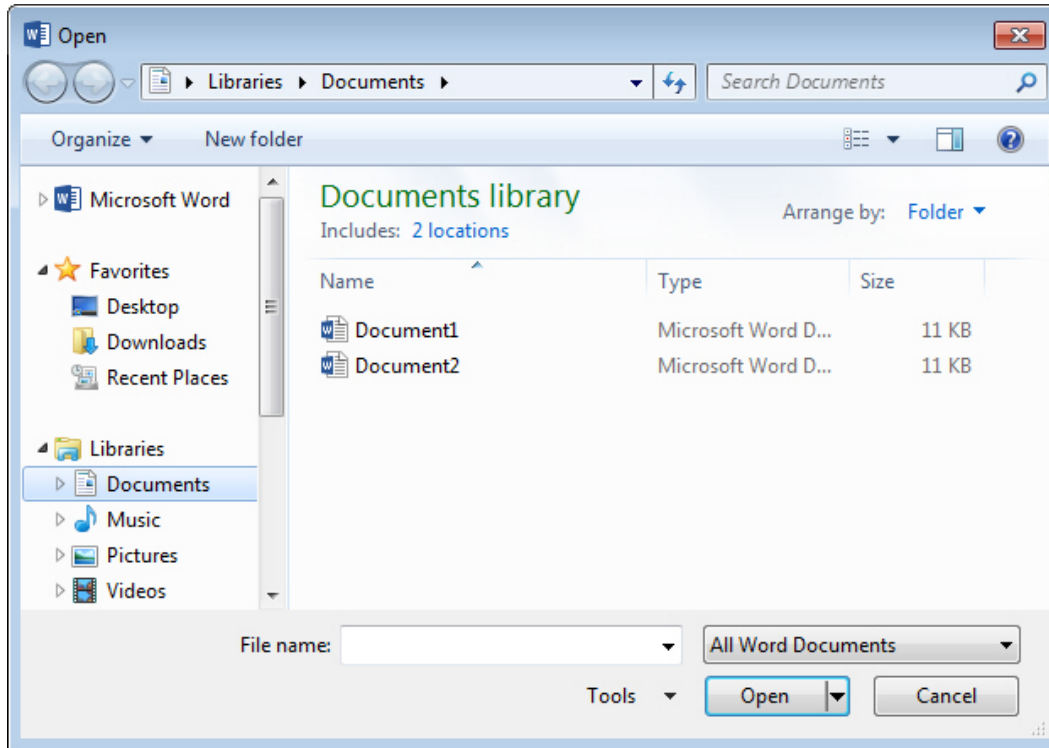 Open
Libraries Documents
Search Documents
Organize New folder
Microsoft Word
Favorites
Desktop
Downloads
Recent Places
Libraries
Documents
Music
Pictures
Videos
Documents library
Includes: 2 locations
Arrange by: Folder
Name Type Size
Document1 Microsoft Word D... 11 KB
Document2 Microsoft Word D... 11 KB
File name: All Word Documents
Tools Open Cancel